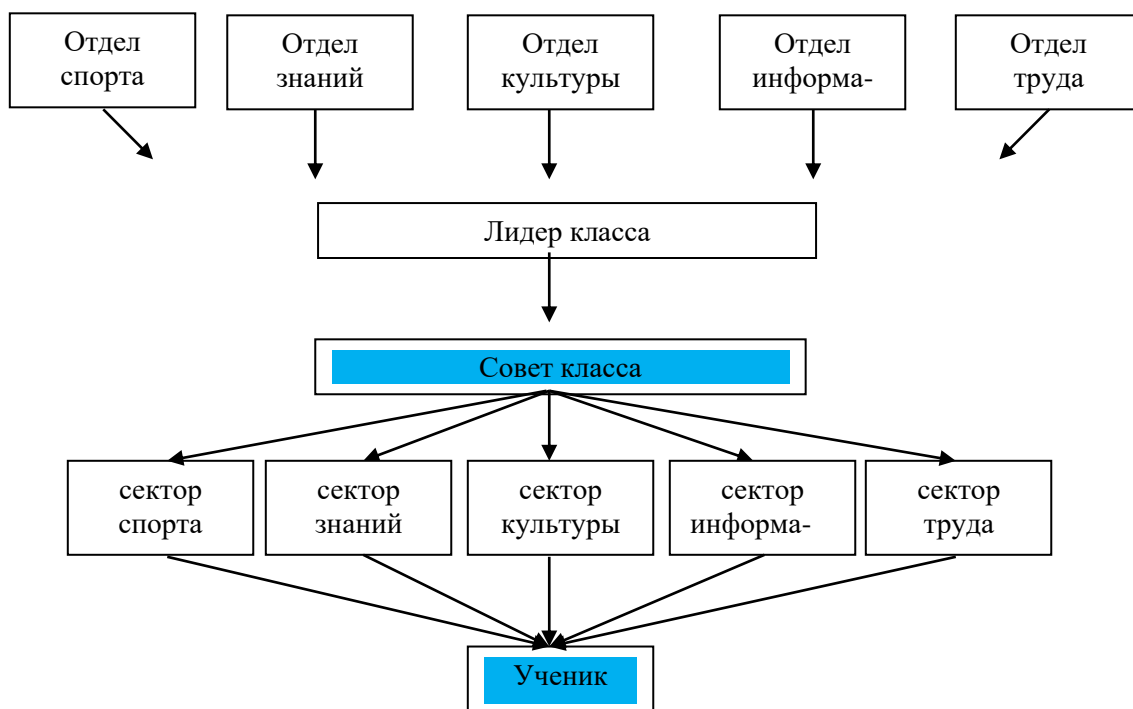 Отдел
спорта
Отдел
знаний
Отдел
культуры
Отдел
информа-
Отдел
труда
Лидер класса
Совет класса
сектор
спорта
сектор
знаний
сектор
культуры
сектор
информа-
сектор
труда
Ученик